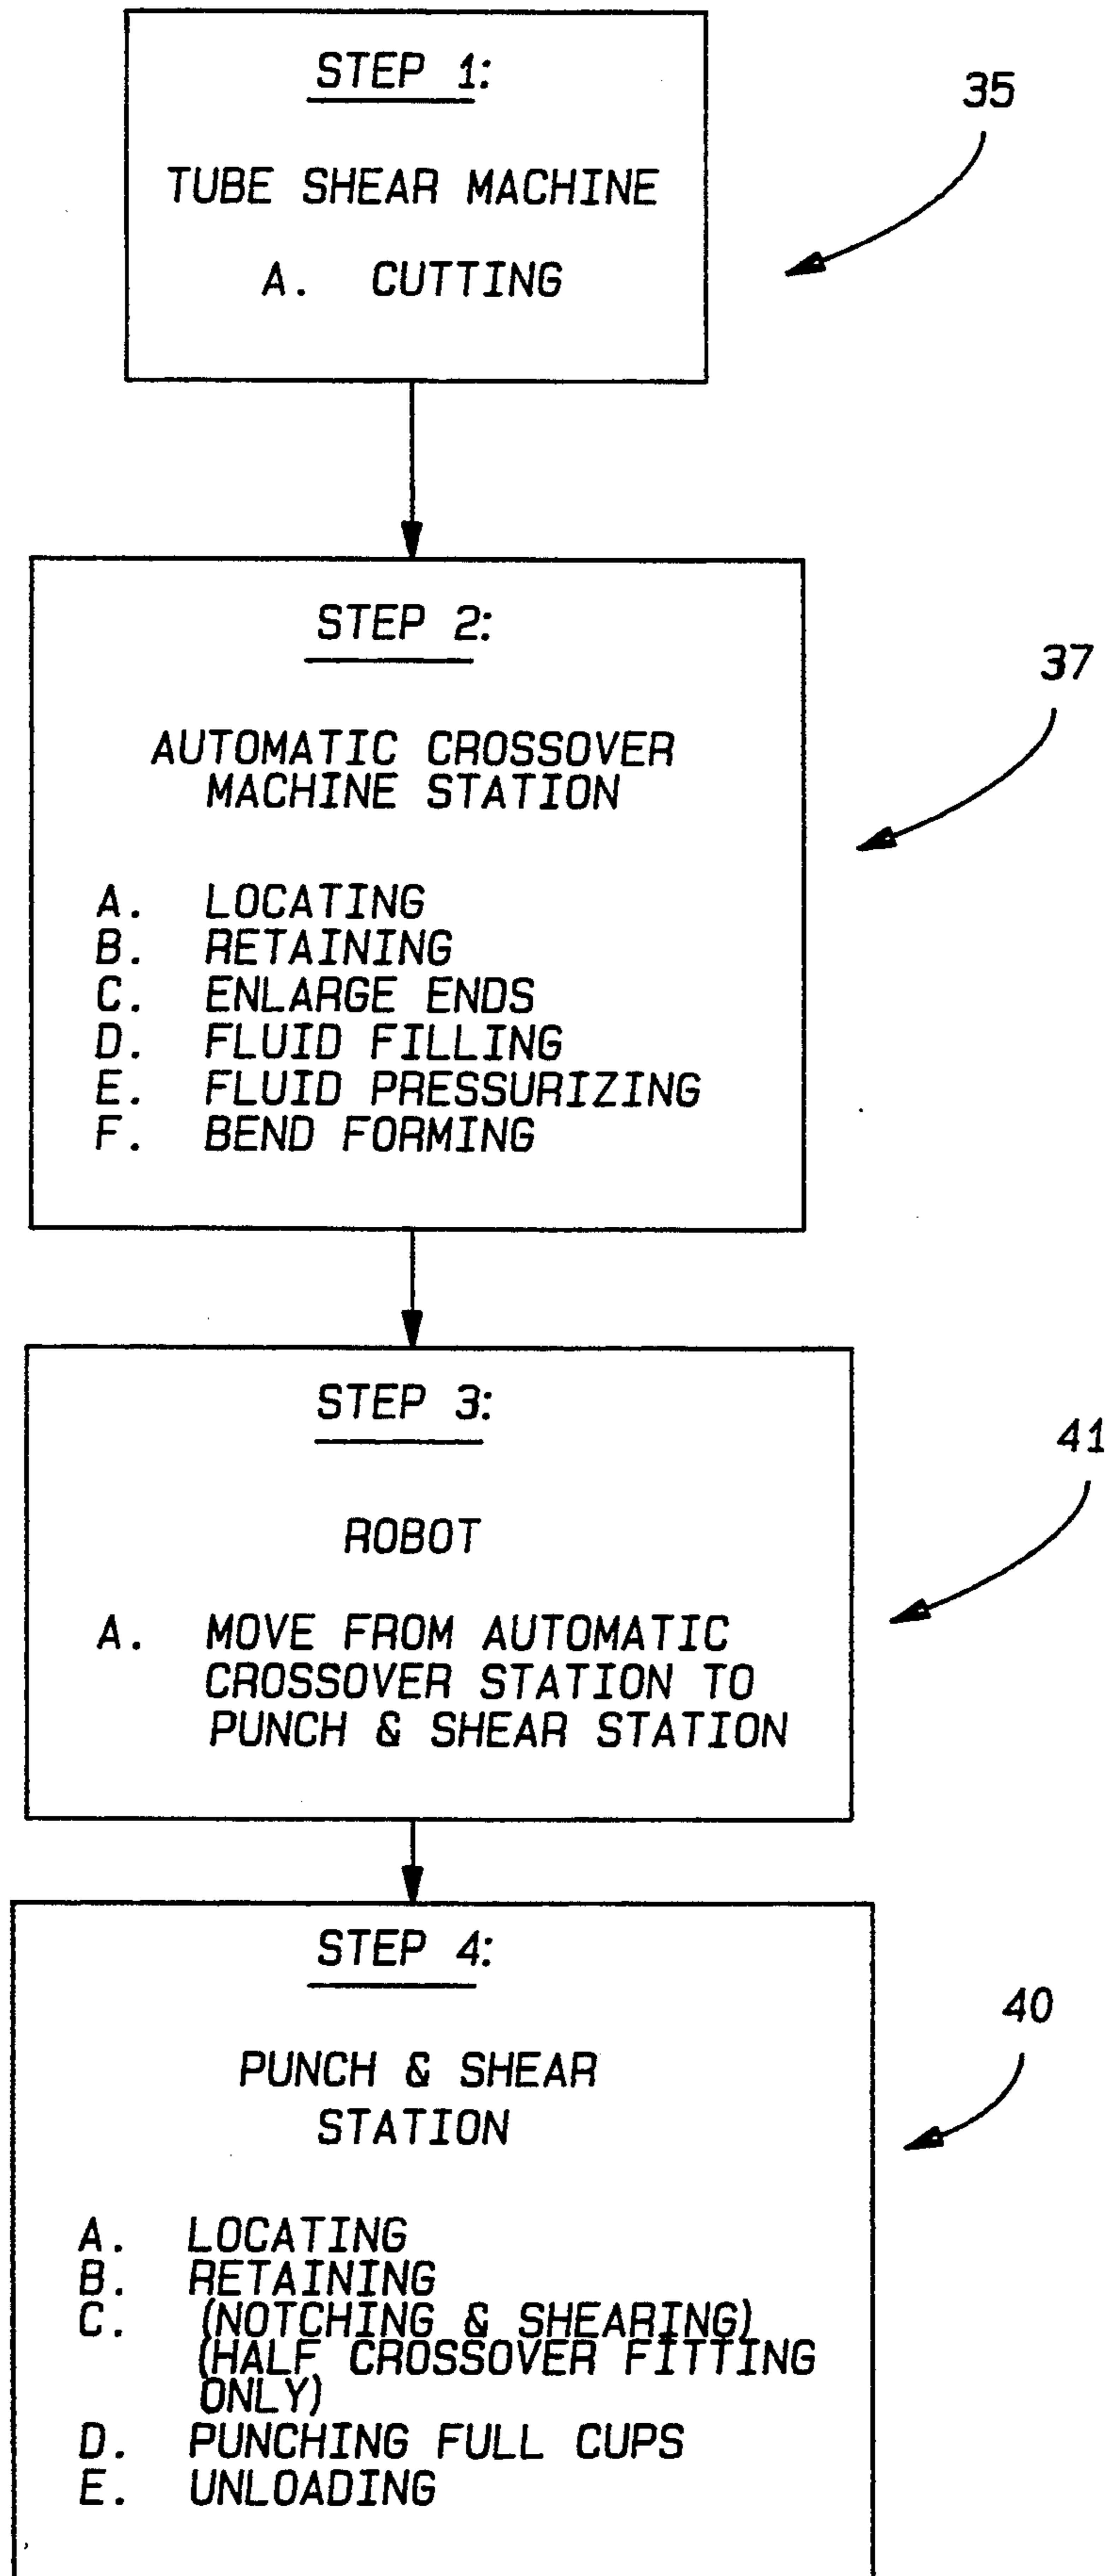 STEP 1:
35
TUBE SHEAR MACHINE
A. CUTTING
STEP 2:
37
AUTOMATIC CROSSOVER
MACHINE STATION
A. LOCATING
B. RETAINING
C. ENLARGE ENDS
D. FLUID FILLING
E. FLUID PRESSURIZING
F. BEND FORMING
STEP 3:
41
ROBOT
A. MOVE FROM AUTOMATIC
CROSSOVER STATION TO
PUNCH & SHEAR STATION
STEP 4:
40
PUNCH & SHEAR
STATION
A. LOCATING
B. RETAINING
C. (NOTCHING & SHEARING)
(HALF CROSSOVER FITTING
ONLY)
D. PUNCHING FULL CUPS
E. UNLOADING